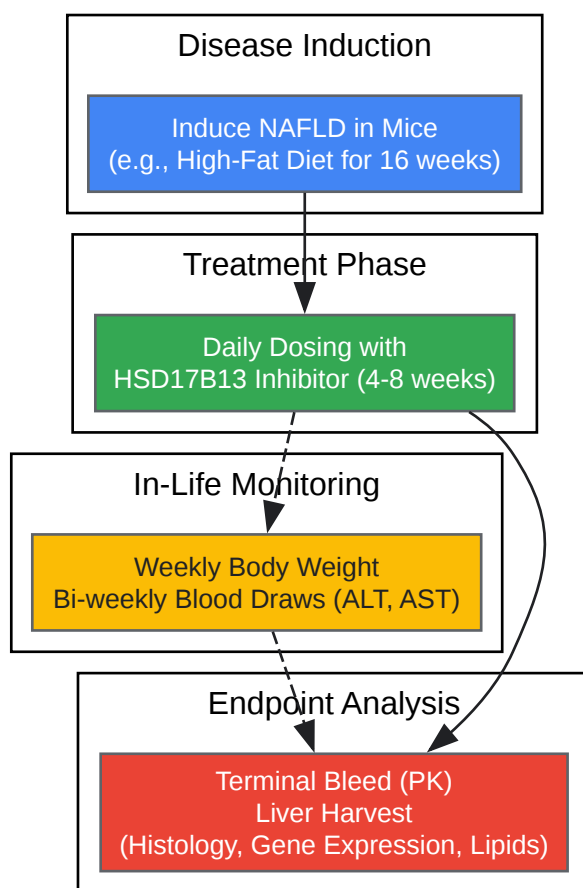 Disease Induction
Induce NAFLD in Mice
(e.g., High-Fat Diet for 16 weeks)
Treatment Phase
Daily Dosing with
HSD17B13 Inhibitor (4-8 weeks)
In-Life Monitoring
Weekly Body Weight
Bi-weekly Blood Draws (ALT, AST)
Endpoint Analysis
Terminal Bleed (PK)
Liver Harvest
(Histology, Gene Expression, Lipids)